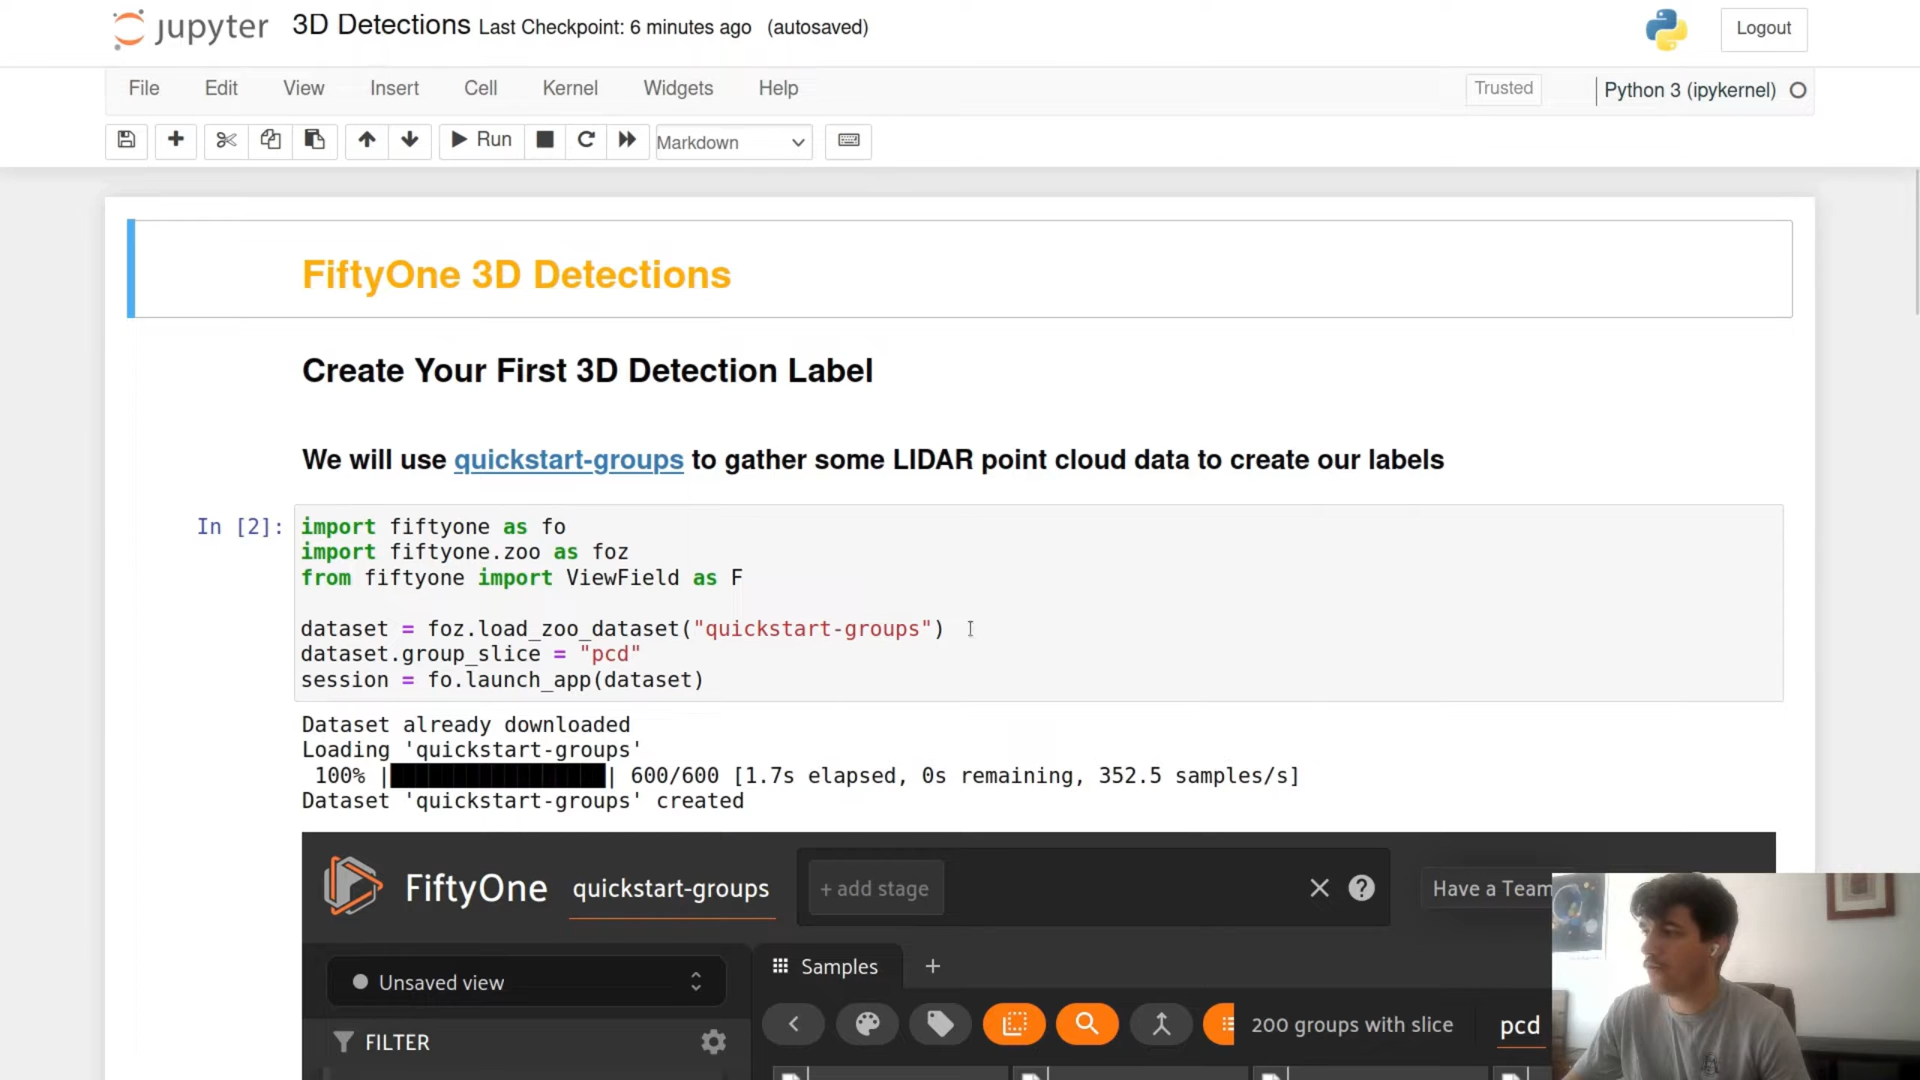 jupyter 3D Detections Last Checkpoint: 6 minutes ago (autosaved) Logout
File Edit View Insert Cell Kernel Widgets Help Trusted Python 3 (ipykernel)
Run Markdown
FiftyOne 3D Detections
Create Your First 3D Detection Label
We will use quickstart-groups to gather some LIDAR point cloud data to create our labels
In [2]: import fiftyone as fo
import fiftyone.zoo as foz
from fiftyone import ViewField as F
dataset = foz.load_zoo_dataset("quickstart-groups")
dataset.group_slice = "pcd"
session = fo.launch_app(dataset)
Dataset already downloaded
Loading 'quickstart-groups'
100% |████████████████| 600/600 [1.7s elapsed, 0s remaining, 352.5 samples/s]
Dataset 'quickstart-groups' created
FiftyOne quickstart-groups + add stage ? Have a Team
Unsaved view Samples +
FILTER 200 groups with slice pcd